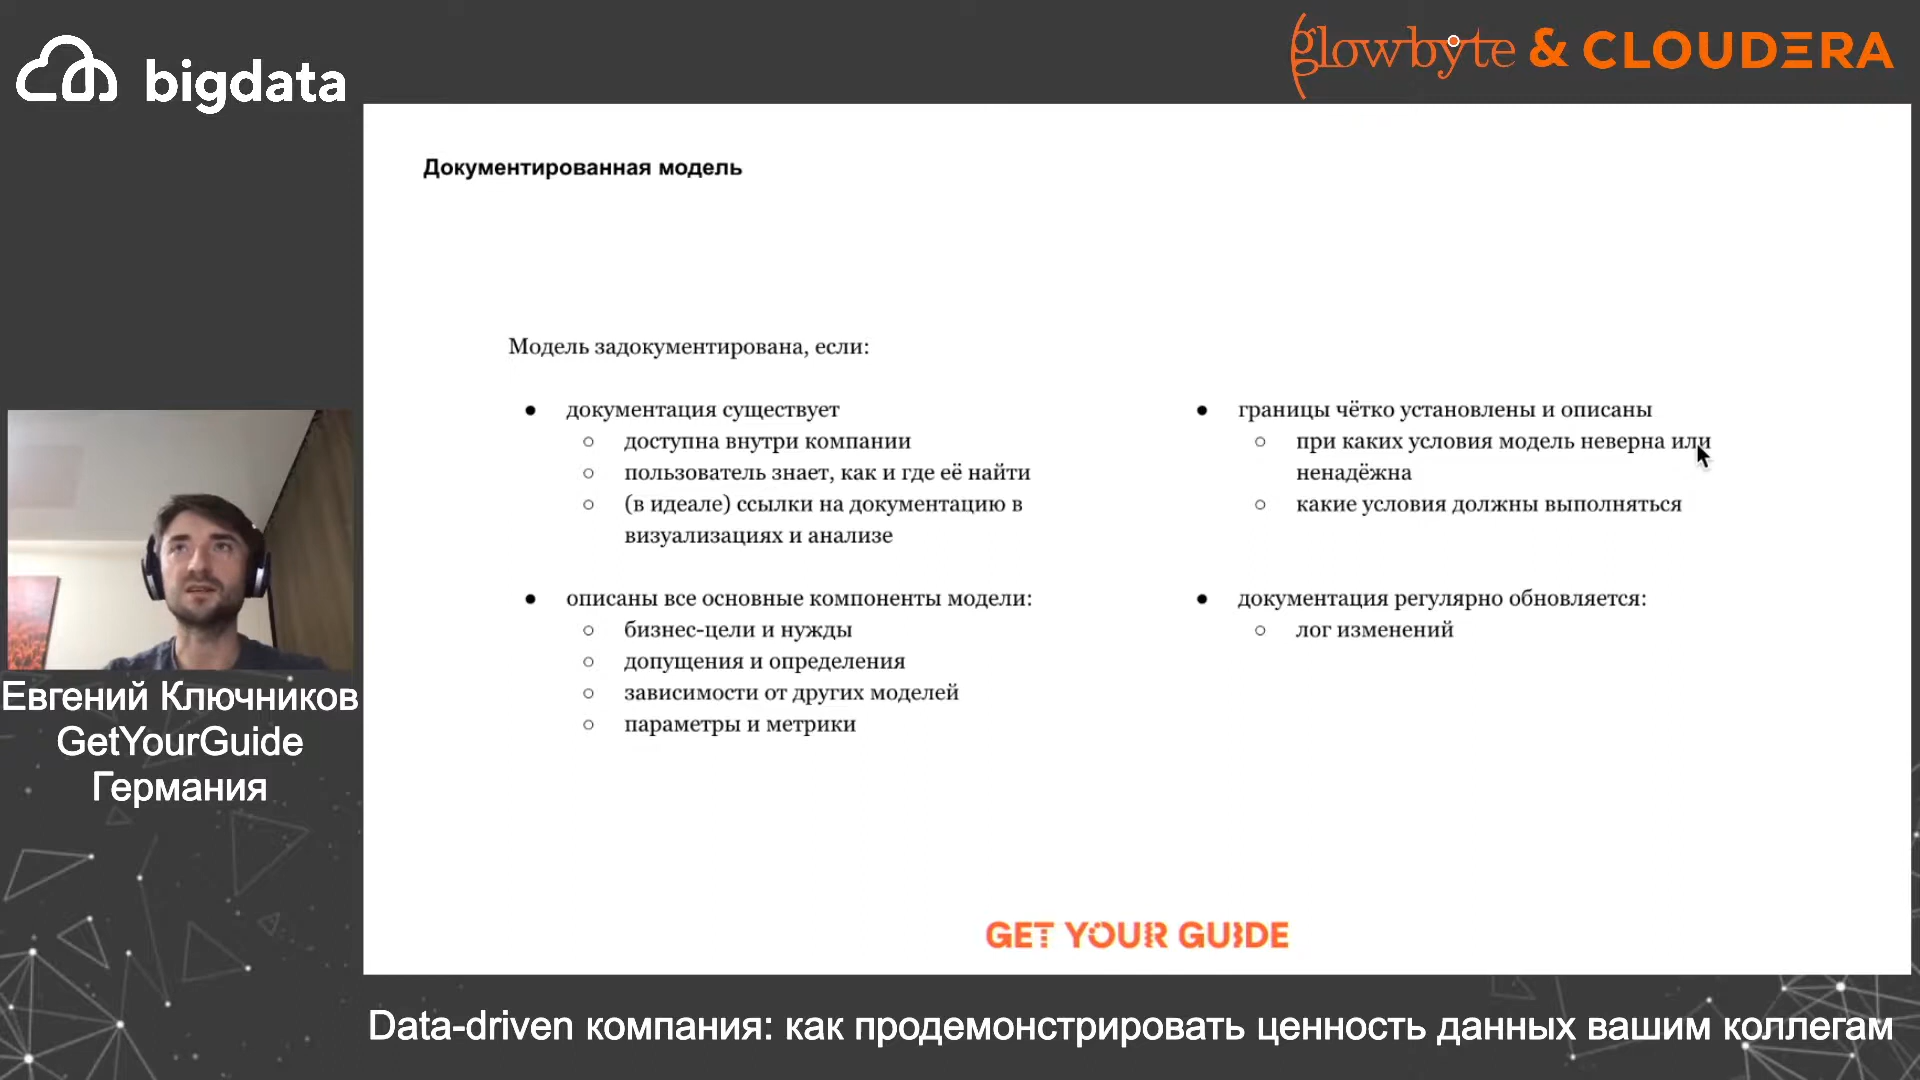 bigdata
glowbyte & CLOUDERA
Документированная модель
Модель задокументирована, если:
● документация существует
○ доступна внутри компании
○ пользователь знает, как и где её найти
○ (в идеале) ссылки на документацию в
визуализациях и анализе
● описаны все основные компоненты модели:
○ бизнес-цели и нужды
○ допущения и определения
○ зависимости от других моделей
○ параметры и метрики
● границы чётко установлены и описаны
○ при каких условия модель неверна или
ненадёжна
○ какие условия должны выполняться
● документация регулярно обновляется:
○ лог изменений
GET YOUR GUIDE
Евгений Ключников
GetYourGuide
Германия
Data-driven компания: как продемонстрировать ценность данных вашим коллегам